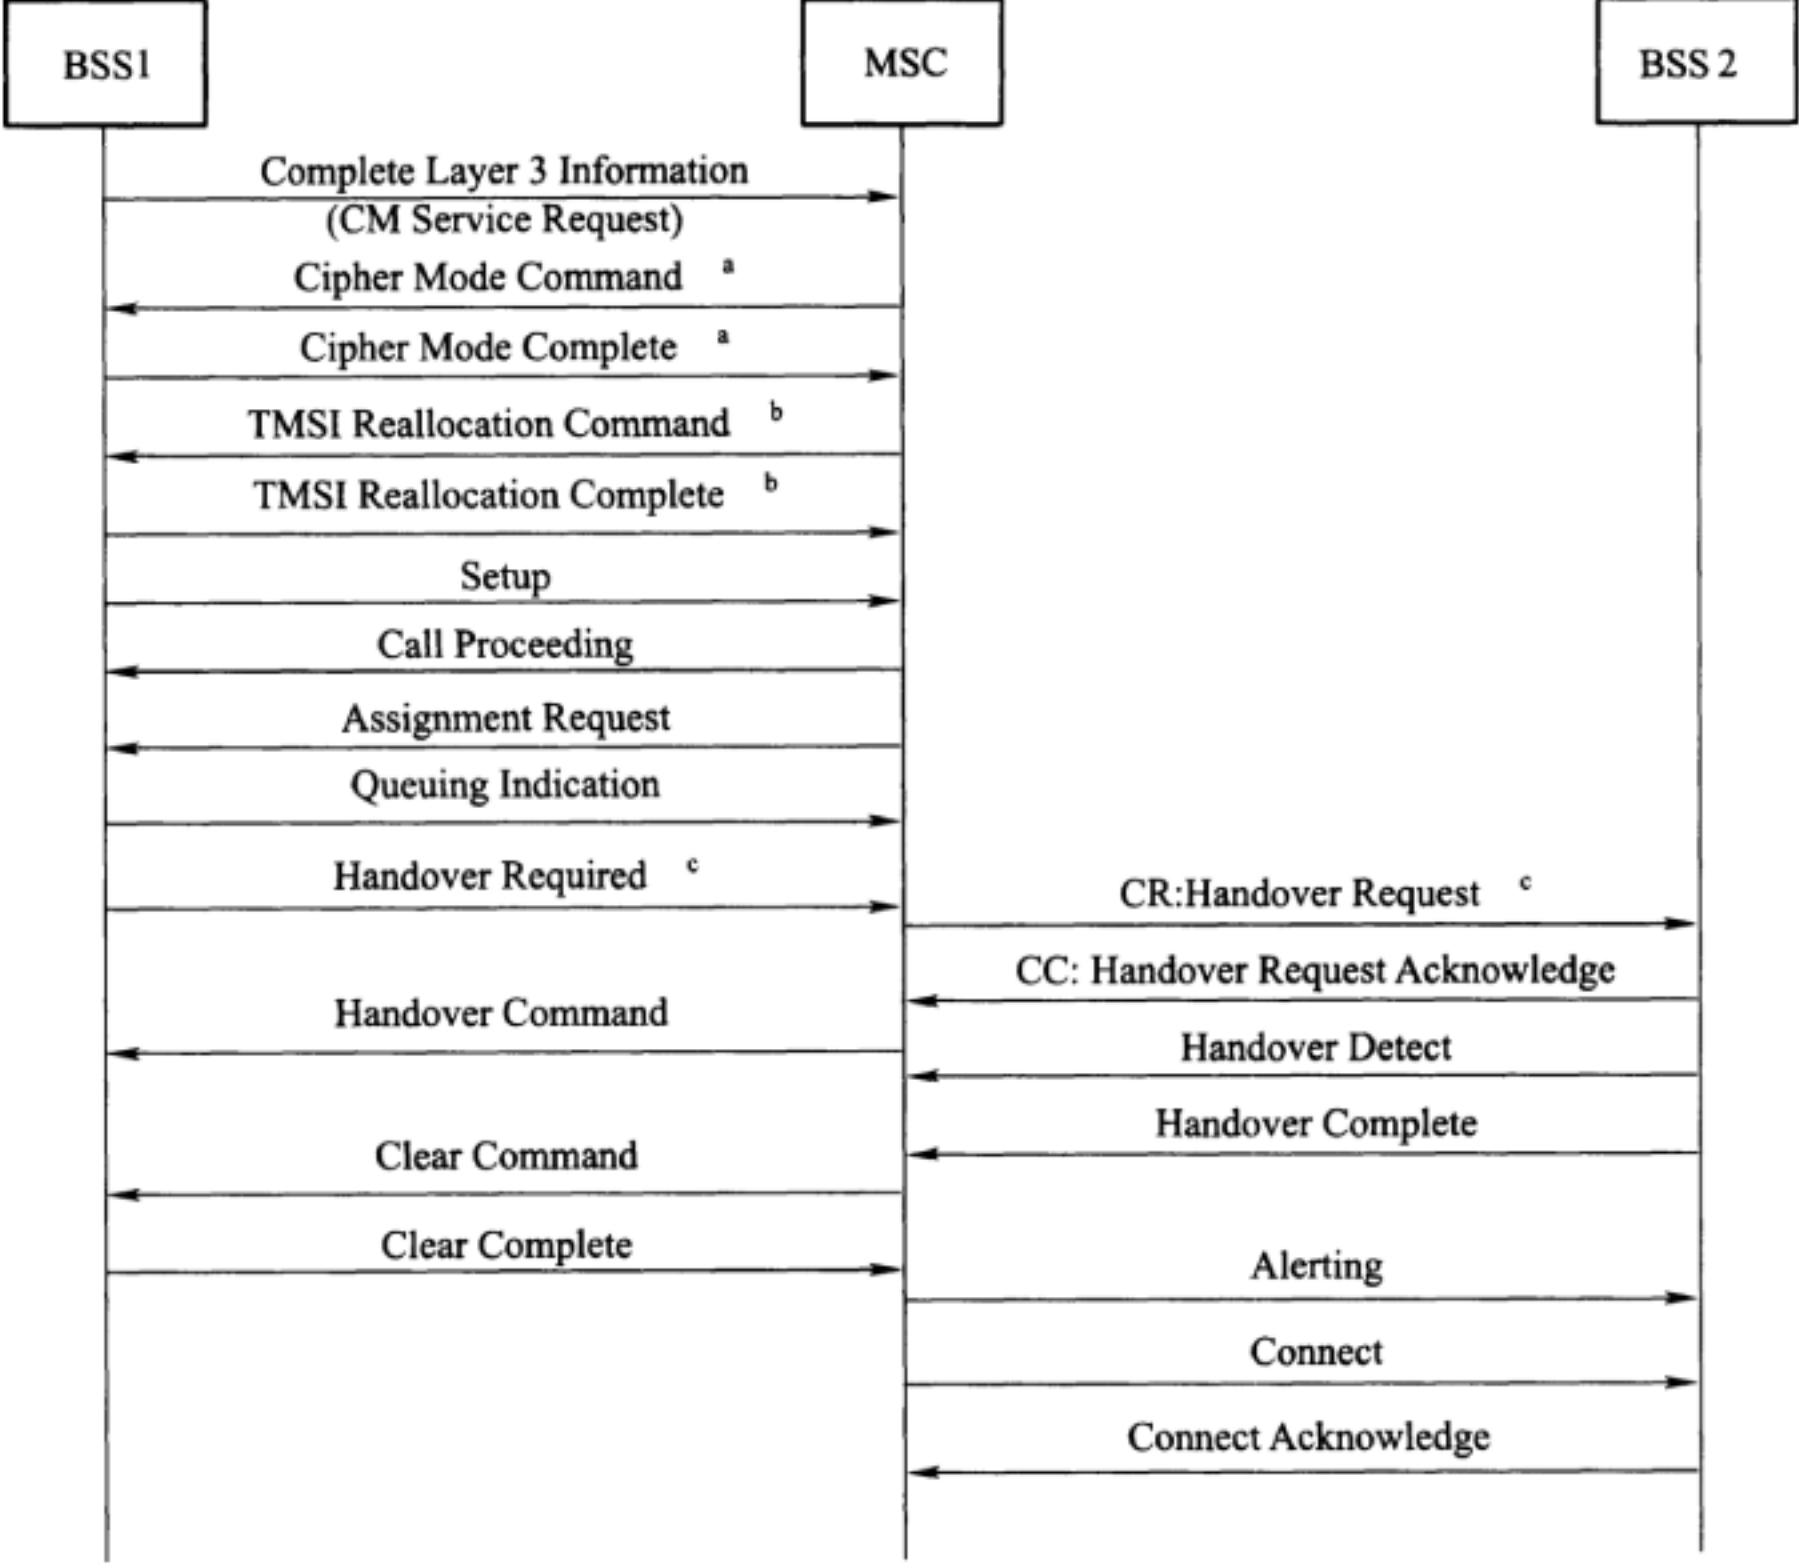 BSS1
MSC
BSS 2
Complete Layer 3 Information
(CM Service Request)
Cipher Mode Command a
Cipher Mode Complete a
TMSI Reallocation Command b
TMSI Reallocation Complete b
Setup
Call Proceeding
Assignment Request
Queuing Indication
Handover Required c
CR:Handover Request c
CC: Handover Request Acknowledge
Handover Command
Handover Detect
Handover Complete
Clear Command
Clear Complete
Alerting
Connect
Connect Acknowledge